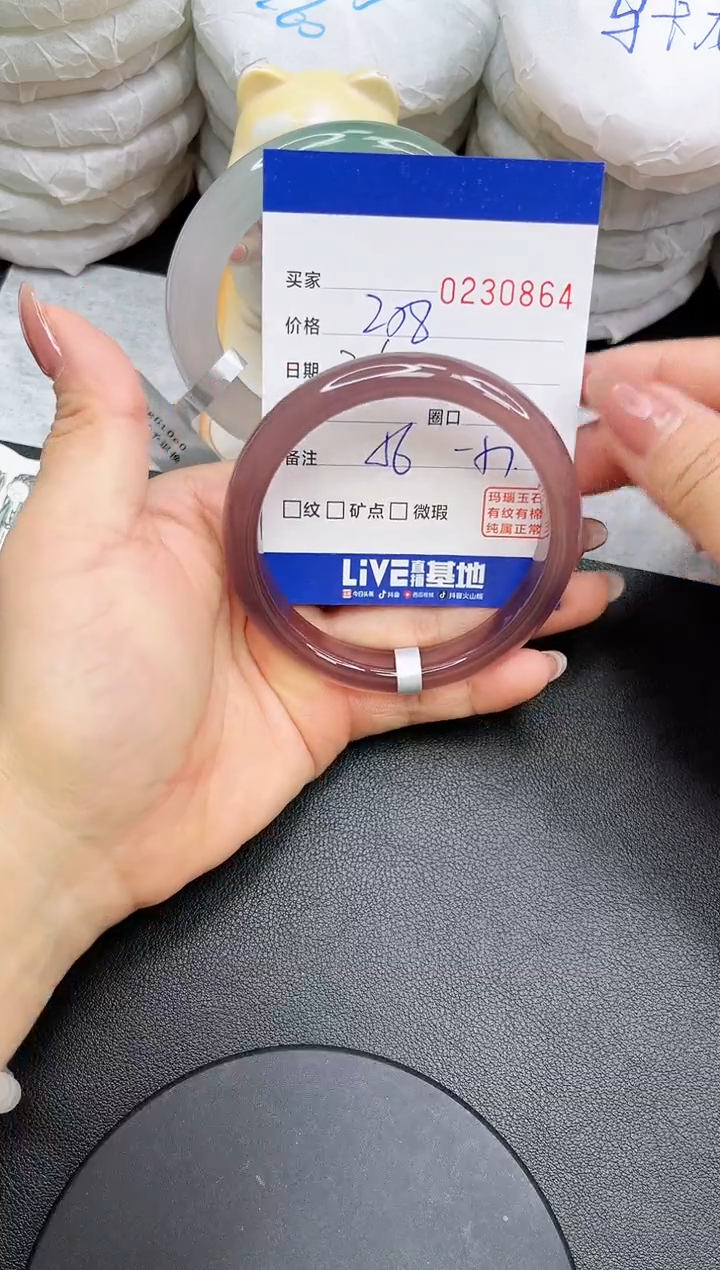 买家
0230864
价格 208
日期
圈口
备注 56
□纹 □矿点 □微瑕
玛瑙玉石
有纹有棉
纯属正常
LiVE直播基地
今日头条 抖音 西瓜视频 抖音火山版